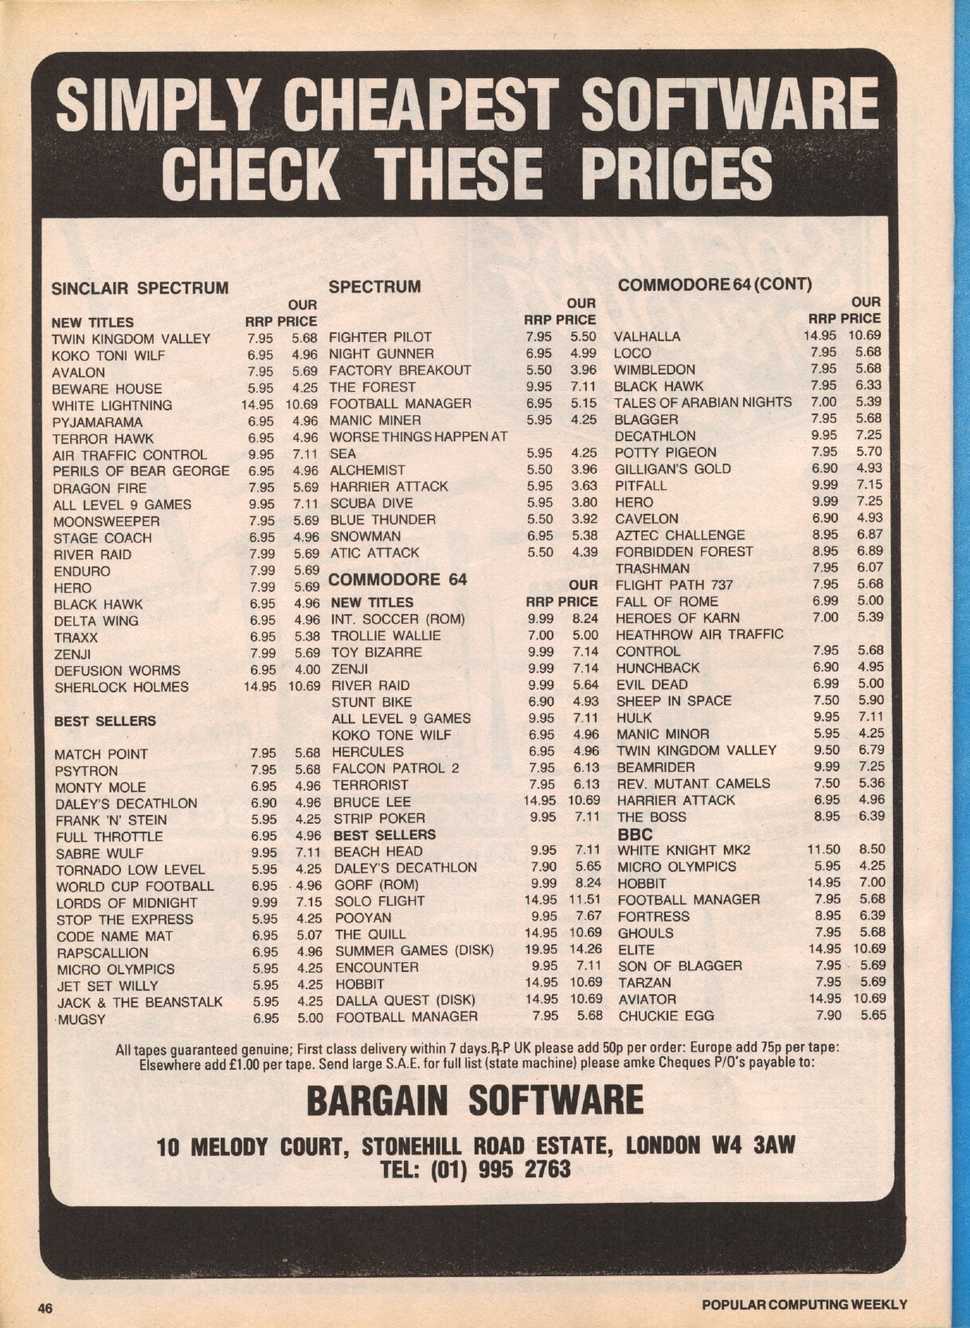 SIMPLY CHEAPEST SOFTWARE
CHECK THESE PRICES
SINCLAIR SPECTRUM
OUR
NEW TITLES RRP PRICE
TWIN KINGDOM VALLEY 7.95 5.68
KOKO TONI WILF 6.95 4.96
AVALON 7.95 5.69
BEWARE HOUSE 5.95 4.25
WHITE LIGHTNING 14.95 10.69
PYJAMARAMA 6.95 4.96
TERROR HAWK 6.95 4.96
AIR TRAFFIC CONTROL 9.95 7.11
PERILS OF BEAR GEORGE 6.95 4.96
DRAGON FIRE 7.95 5.69
ALL LEVEL 9 GAMES 9.95 7.11
MOONSWEEPER 7.95 5.69
STAGE COACH 6.95 4.96
RIVER RAID 7.99 5.69
ENDURO 7.99 5.69
HERO 7.99 5.69
BLACK HAWK 6.95 4.96
DELTA WING 6.95 4.96
TRAXX 6.95 5.38
ZENJI 7.99 5.69
DEFUSION WORMS 6.95 4.00
SHERLOCK HOLMES 14.95 10.69
BEST SELLERS
MATCH POINT 7.95 5.68
PSYTRON 7.95 5.68
MONTY MOLE 6.95 4.96
DALEY'S DECATHLON 6.90 4.96
FRANK 'N' STEIN 5.95 4.25
FULL THROTTLE 6.95 4.96
SABRE WULF 9.95 7.11
TORNADO LOW LEVEL 5.95 4.25
WORLD CUP FOOTBALL 6.95 4.96
LORDS OF MIDNIGHT 9.99 7.15
STOP THE EXPRESS 5.95 4.25
CODE NAME MAT 6.95 5.07
RAPSCALLION 6.95 4.96
MICRO OLYMPICS 5.95 4.25
JET SET WILLY 5.95 4.25
JACK & THE BEANSTALK 5.95 4.25
MUGSY 6.95 5.00
SPECTRUM
OUR
RRP PRICE
FIGHTER PILOT 7.95 5.50
NIGHT GUNNER 6.95 4.99
FACTORY BREAKOUT 5.50 3.96
THE FOREST 9.95 7.11
FOOTBALL MANAGER 6.95 5.15
MANIC MINER 5.95 4.25
WORSE THINGS HAPPEN AT
SEA 5.95 4.25
ALCHEMIST 5.50 3.96
HARRIER ATTACK 5.95 3.63
SCUBA DIVE 5.95 3.80
BLUE THUNDER 5.50 3.92
SNOWMAN 6.95 5.38
ATIC ATTACK 5.50 4.39
COMMODORE 64
OUR
NEW TITLES RRP PRICE
INT. SOCCER (ROM) 9.99 8.24
TROLLIE WALLIE 7.00 5.00
TOY BIZARRE 9.99 7.14
ZENJI 9.99 7.14
RIVER RAID 9.99 5.64
STUNT BIKE 6.90 4.93
ALL LEVEL 9 GAMES 9.95 7.11
KOKO TONE WILF 6.95 4.96
HERCULES 6.95 4.96
FALCON PATROL 2 7.95 6.13
TERRORIST 7.95 6.13
BRUCE LEE 14.95 10.69
STRIP POKER 9.95 7.11
BEST SELLERS
BEACH HEAD 9.95 7.11
DALEY'S DECATHLON 7.90 5.65
GORF (ROM) 9.99 8.24
SOLO FLIGHT 14.95 11.51
POOYAN 9.95 7.67
THE QUILL 14.95 10.69
SUMMER GAMES (DISK) 19.95 14.26
ENCOUNTER 9.95 7.11
HOBBIT 14.95 10.69
DALLA QUEST (DISK) 14.95 10.69
FOOTBALL MANAGER 7.95 5.68
COMMODORE 64 (CONT)
OUR
RRP PRICE
VALHALLA 14.95 10.69
LOCO 7.95 5.68
WIMBLEDON 7.95 5.68
BLACK HAWK 7.95 6.33
TALES OF ARABIAN NIGHTS 7.00 5.39
BLAGGER 7.95 5.68
DECATHLON 9.95 7.25
POTTY PIGEON 7.95 5.70
GILLIGAN'S GOLD 6.90 4.93
PITFALL 9.99 7.15
HERO 9.99 7.25
CAVELON 6.90 4.93
AZTEC CHALLENGE 8.95 6.87
FORBIDDEN FOREST 8.95 6.89
TRASHMAN 7.95 6.07
FLIGHT PATH 737 7.95 5.68
FALL OF ROME 6.99 5.00
HEROES OF KARN 7.00 5.39
HEATHROW AIR TRAFFIC
CONTROL 7.95 5.68
HUNCHBACK 6.90 4.95
EVIL DEAD 6.99 5.00
SHEEP IN SPACE 7.50 5.90
HULK 9.95 7.11
MANIC MINOR 5.95 4.25
TWIN KINGDOM VALLEY 9.50 6.79
BEAMRIDER 9.99 7.25
REV. MUTANT CAMELS 7.50 5.36
HARRIER ATTACK 6.95 4.96
THE BOSS 8.95 6.39
BBC
WHITE KNIGHT MK2 11.50 8.50
MICRO OLYMPICS 5.95 4.25
HOBBIT 14.95 7.00
FOOTBALL MANAGER 7.95 5.68
FORTRESS 8.95 6.39
GHOULS 7.95 5.68
ELITE 14.95 10.69
SON OF BLAGGER 7.95 5.69
TARZAN 7.95 5.69
AVIATOR 14.95 10.69
CHUCKIE EGG 7.90 5.65
All tapes guaranteed genuine; First class delivery within 7 days. P+P UK please add 50p per order: Europe add 75p per tape:
Elsewhere add £1.00 per tape. Send large S.A.E. for full list (state machine) please amke Cheques P/O's payable to:
BARGAIN SOFTWARE
10 MELODY COURT, STONEHILL ROAD ESTATE, LONDON W4 3AW
TEL: (01) 995 2763
46
POPULAR COMPUTING WEEKLY